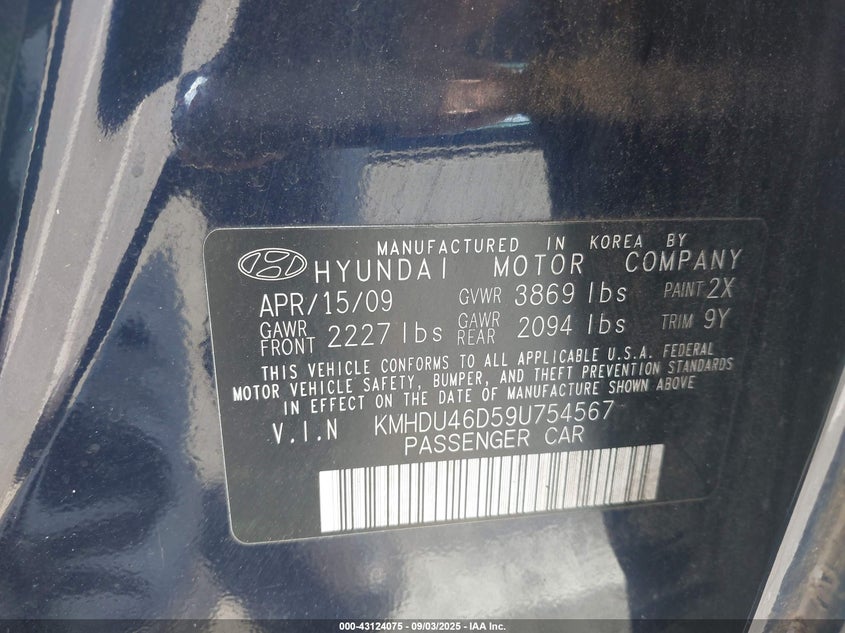 MANUFACTURED IN KOREA BY
HYUNDAI MOTOR COMPANY
APR/15/09 GVWR 3869 lbs PAINT 2X
GAWR FRONT 2227 lbs GAWR REAR 2094 lbs TRIM 9Y
THIS VEHICLE CONFORMS TO ALL APPLICABLE U.S.A. FEDERAL
MOTOR VEHICLE SAFETY, BUMPER, AND THEFT PREVENTION STANDARDS
IN EFFECT ON THE DATE OF MANUFACTURE SHOWN ABOVE
V.I.N KMHDU46D59U754567
PASSENGER CAR
000-43124075 - 09/03/2025 - IAA Inc.